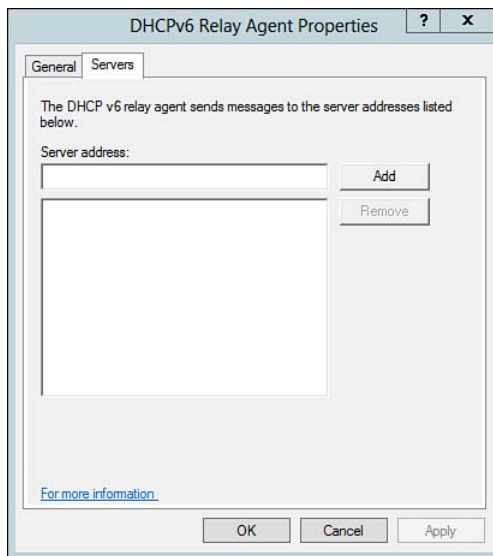 DHCPv6 Relay Agent Properties
?
x
General
Servers
The DHCP v6 relay agent sends messages to the server addresses listed
below.
Server address:
Add
Remove
For more information
OK
Cancel
Apply